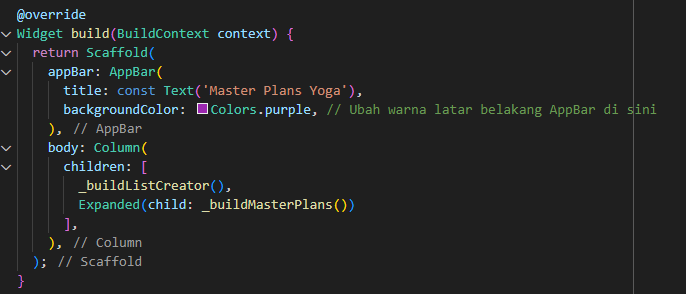 @override
Widget build(BuildContext context) {
return Scaffold(
appBar: AppBar(
title: const Text('Master Plans Yoga'),
backgroundColor: Colors.purple, // Ubah warna latar belakang AppBar di sini
), // AppBar
body: Column(
children: [
_buildListCreator(),
Expanded(child: _buildMasterPlans())
],
), // Column
); // Scaffold
}